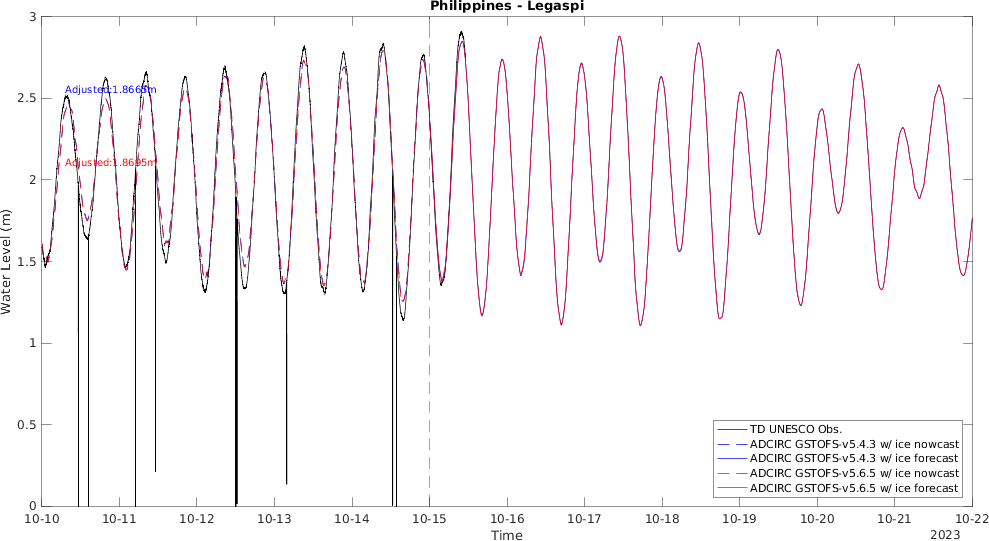 Philippines - Legaspi
3
2.5
2
1.5
1
0.5
0
Water Level (m)
Adjusted:1.8665m
Adjusted:1.8695m
TD UNESCO Obs.
ADCIRC GSTOFS-v5.4.3 w/ ice nowcast
ADCIRC GSTOFS-v5.4.3 w/ ice forecast
ADCIRC GSTOFS-v5.6.5 w/ ice nowcast
ADCIRC GSTOFS-v5.6.5 w/ ice forecast
10-10 10-11 10-12 10-13 10-14 10-15 10-16 10-17 10-18 10-19 10-20 10-21 10-22
Time
2023